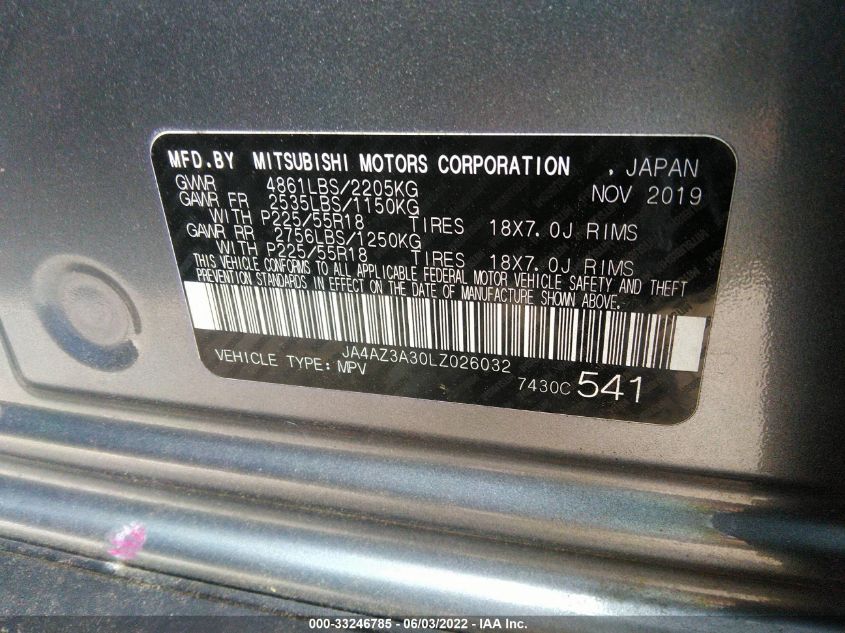 MFD.BY MITSUBISHI MOTORS CORPORATION , JAPAN
GVWR 4861LBS/2205KG NOV 2019
GAWR FR 2535LBS/1150KG
WITH P225/55R18 TIRES 18X7.0J RIMS
GAWR RR 2756LBS/1250KG
WITH P225/55R18 TIRES 18X7.0J RIMS
THIS VEHICLE CONFORMS TO ALL APPLICABLE FEDERAL MOTOR VEHICLE SAFETY AND THEFT
PREVENTION STANDARDS IN EFFECT ON THE DATE OF MANUFACTURE SHOWN ABOVE.
JA4AZ3A30LZ026032
VEHICLE TYPE:MPV 7430C 541
000-33246785 - 06/03/2022 - IAA Inc.